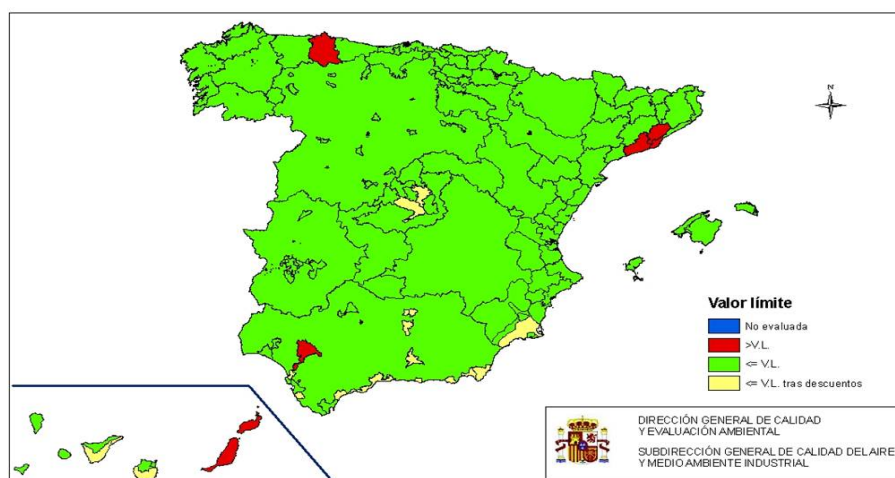 N
Valor límite
No evaluada
>V.L.
<= V.L.
<= V.L. tras descuentos
DIRECCIÓN GENERAL DE CALIDAD
Y EVALUACIÓN AMBIENTAL
SUBDIRECCIÓN GENERAL DE CALIDAD DEL AIRE
Y MEDIO AMBIENTE INDUSTRIAL